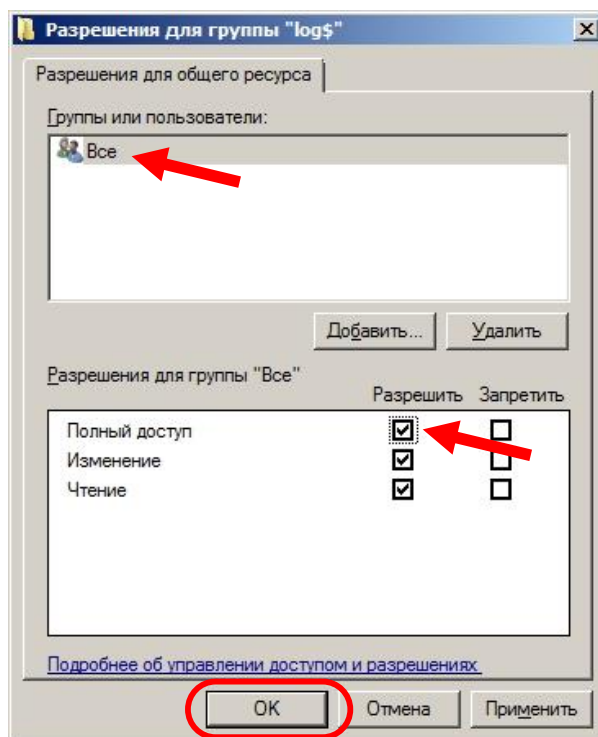 Разрешения для группы "log$"
Разрешения для общего ресурса
Группы или пользователи:
Все
Добавить... Удалить
Разрешения для группы "Все"
Разрешить Запретить
Полный доступ
Изменение
Чтение
Подробнее об управлении доступом и разрешениях
OK Отмена Применить